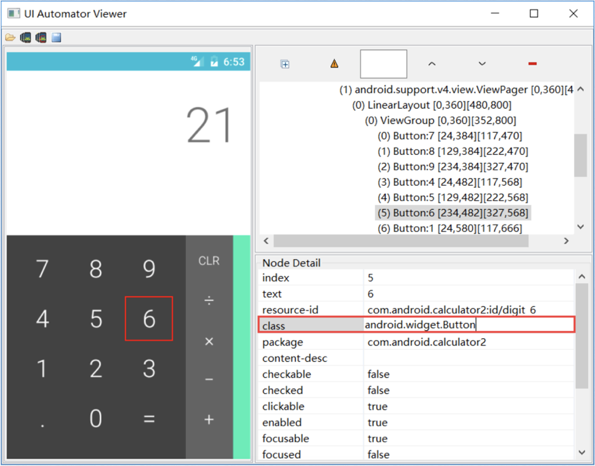 UI Automator Viewer
4G 6:53
21
7 8 9 CLR
÷
4 5 6
×
1 2 3
−
. 0 = +
(1) android.support.v4.view.ViewPager [0,360][4
(0) LinearLayout [0,360][480,800]
(0) ViewGroup [0,360][352,800]
(0) Button:7 [24,384][117,470]
(1) Button:8 [129,384][222,470]
(2) Button:9 [234,384][327,470]
(3) Button:4 [24,482][117,568]
(4) Button:5 [129,482][222,568]
(5) Button:6 [234,482][327,568]
(6) Button:1 [24,580][117,666]
Node Detail
index 5
text 6
resource-id com.android.calculator2:id/digit_6
class android.widget.Button
package com.android.calculator2
content-desc
checkable false
checked false
clickable true
enabled true
focusable true
focused false